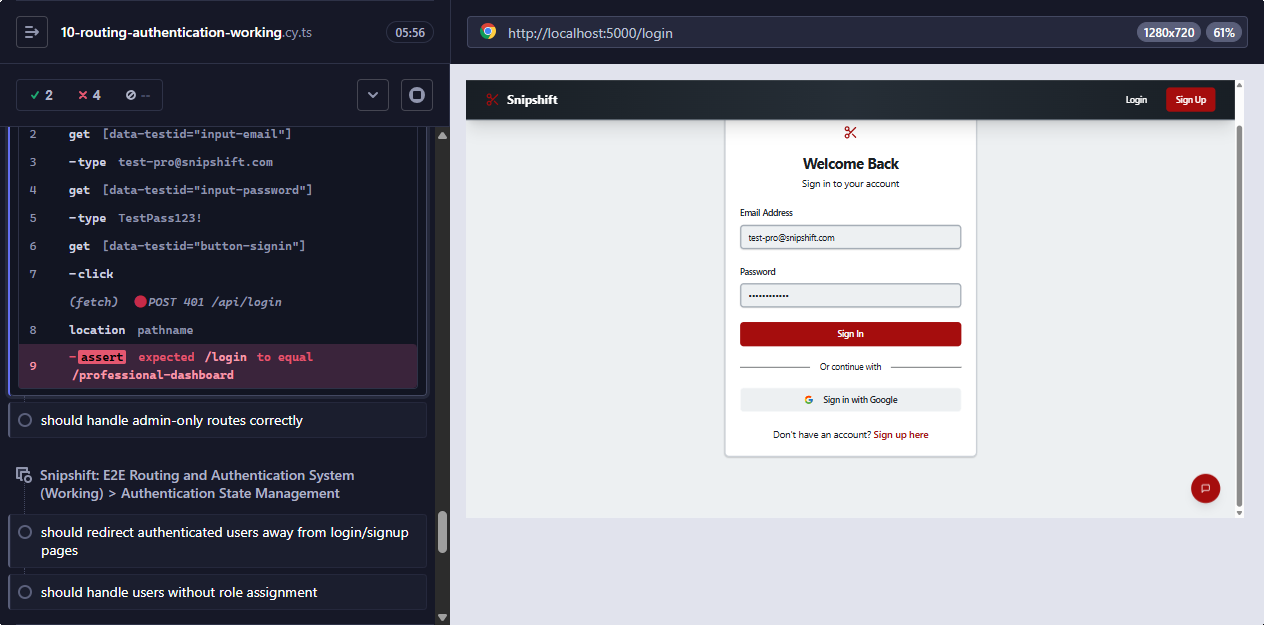 10-routing-authentication-working.cy.ts
05:56
2
4
--
2 get [data-testid="input-email"]
3 -type test-pro@snipshift.com
4 get [data-testid="input-password"]
5 -type TestPass123!
6 get [data-testid="button-signin"]
7 -click
(fetch) POST 401 /api/login
8 location pathname
9 -assert expected /login to equal
/professional-dashboard
should handle admin-only routes correctly
Snipshift: E2E Routing and Authentication System
(Working) > Authentication State Management
should redirect authenticated users away from login/signup
pages
should handle users without role assignment
http://localhost:5000/login
1280x720
61%
Snipshift
Login
Sign Up
Welcome Back
Sign in to your account
Email Address
test-pro@snipshift.com
Password
••••••••••••
Sign In
Or continue with
G Sign in with Google
Don't have an account? Sign up here